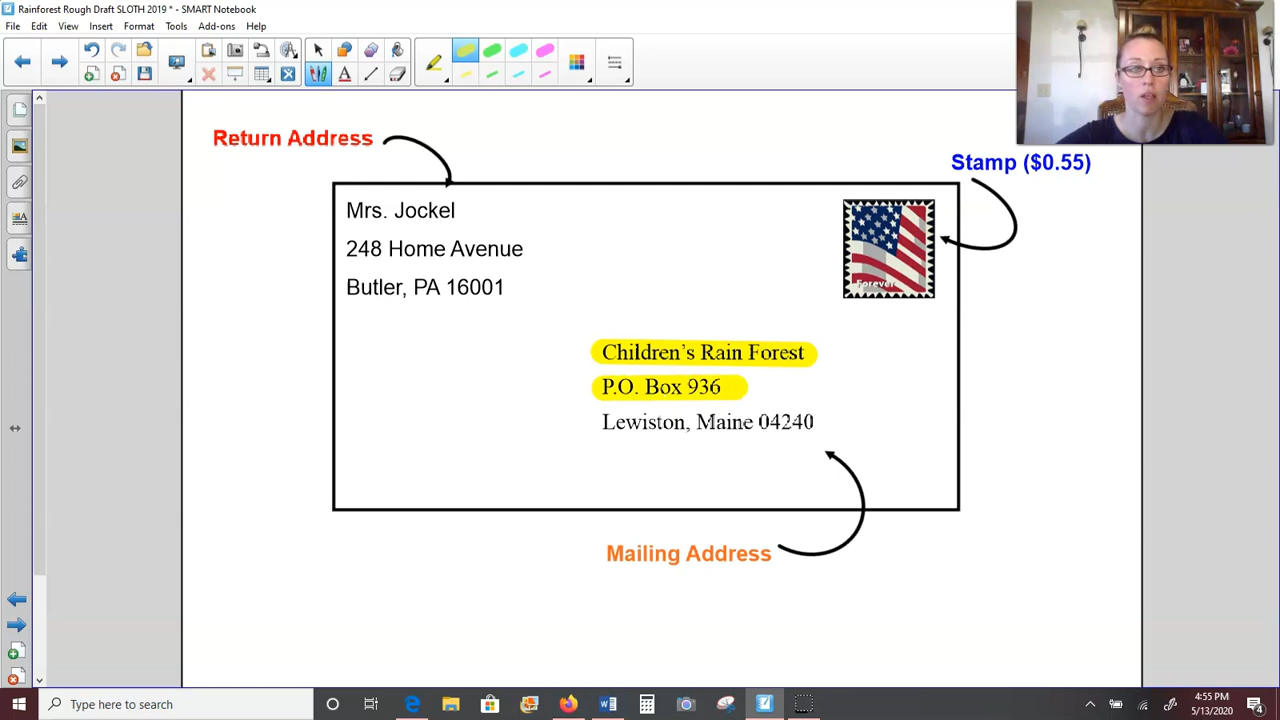 Rainforest Rough Draft SLOTH 2019 * - SMART Notebook
File Edit View Insert Format Tools Add-ons Help
Return Address
Stamp ($0.55)
Mrs. Jockel
248 Home Avenue
Butler, PA 16001
Forever
Children's Rain Forest
P.O. Box 936
Lewiston, Maine 04240
Mailing Address
Type here to search
4:55 PM
5/13/2020
4